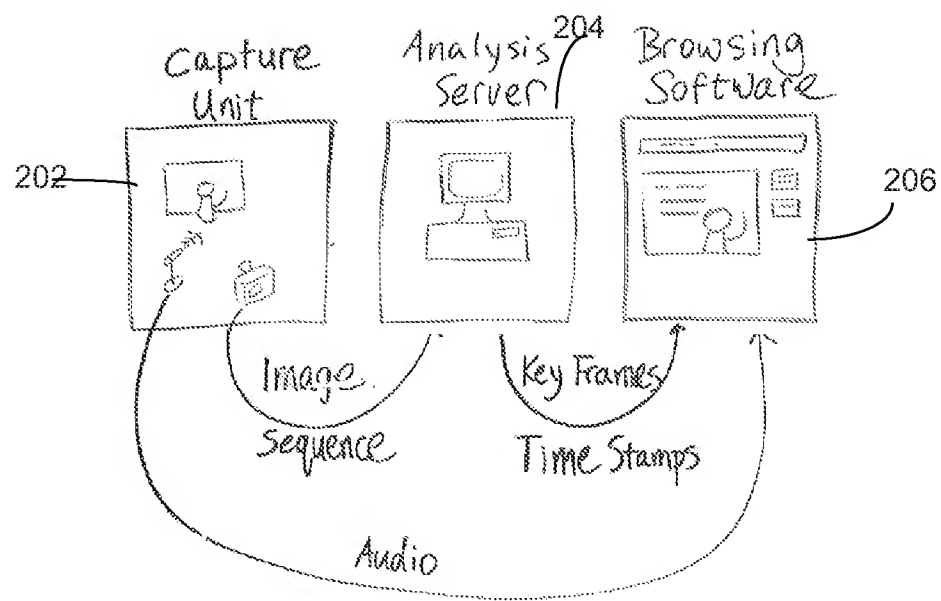 204
Capture
Unit
Analysis
Server
Browsing
Software
202
206
Image
Sequence
Key Frames
Time Stamps
Audio